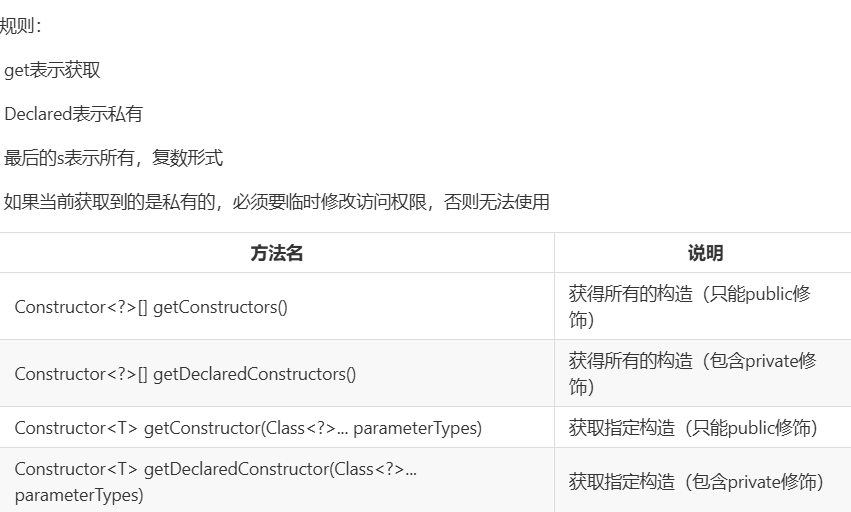 规则：
get表示获取
Declared表示私有
最后的s表示所有，复数形式
如果当前获取到的是私有的，必须要临时修改访问权限，否则无法使用
方法名 说明
Constructor<?>[] getConstructors() 获得所有的构造（只能public修
饰）
Constructor<?>[] getDeclaredConstructors() 获得所有的构造（包含private修
饰）
Constructor<T> getConstructor(Class<?>... parameterTypes) 获取指定构造（只能public修饰）
Constructor<T> getDeclaredConstructor(Class<?>...
parameterTypes) 获取指定构造（包含private修饰）